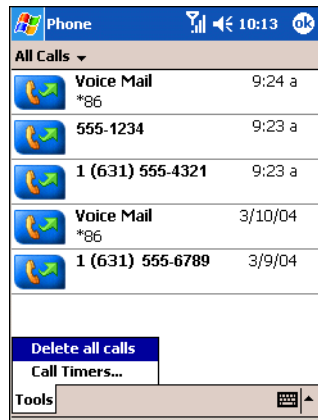 Phone 10:13 ok
All Calls
Voice Mail 9:24 a
*86
555-1234 9:23 a
1 (631) 555-4321 9:23 a
Voice Mail 3/10/04
*86
1 (631) 555-6789 3/9/04
Delete all calls
Call Timers...
Tools